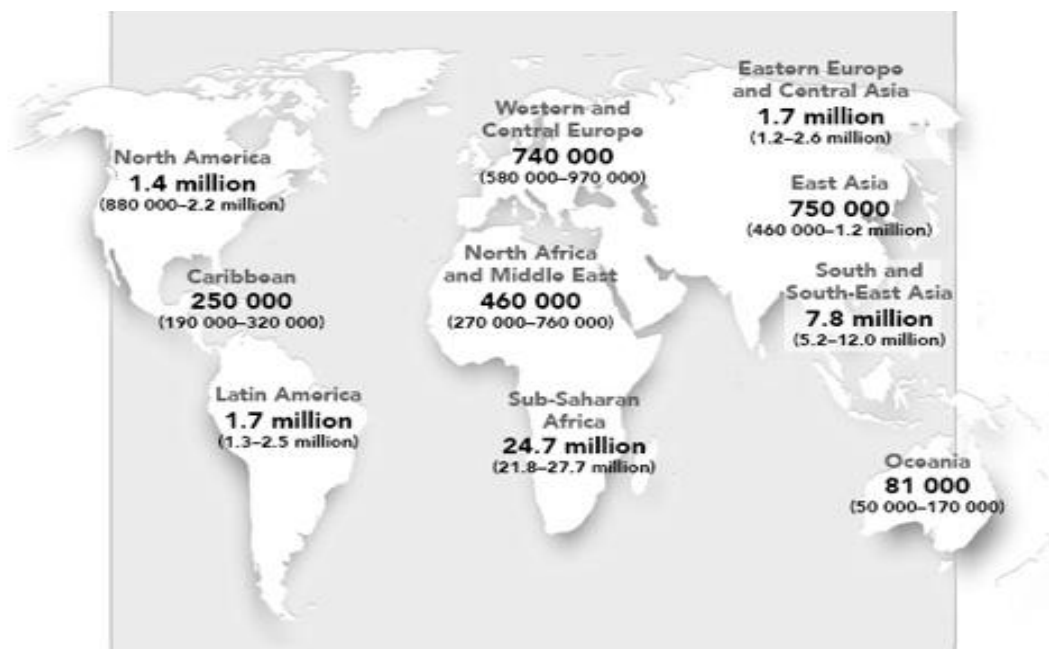 Eastern Europe
and Central Asia
1.7 million
(1.2–2.6 million)
Western and
Central Europe
740 000
(580 000–970 000)
North America
1.4 million
(880 000–2.2 million)
East Asia
750 000
(460 000–1.2 million)
North Africa
and Middle East
460 000
(270 000–760 000)
Caribbean
250 000
(190 000–320 000)
South and
South-East Asia
7.8 million
(5.2–12.0 million)
Latin America
1.7 million
(1.3–2.5 million)
Sub-Saharan
Africa
24.7 million
(21.8–27.7 million)
Oceania
81 000
(50 000–170 000)